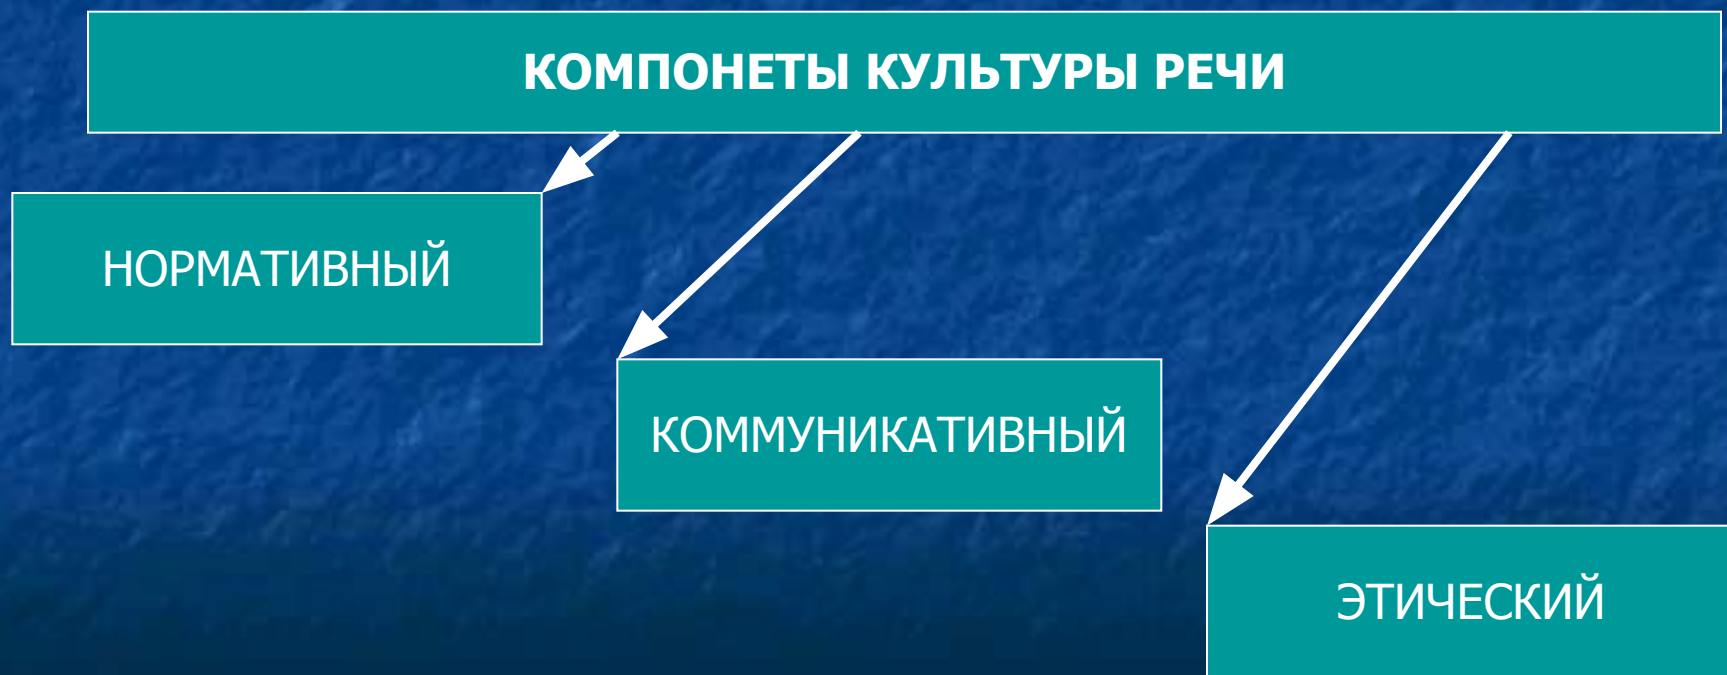 КОМПОНЕТЫ КУЛЬТУРЫ РЕЧИ
НОРМАТИВНЫЙ
КОММУНИКАТИВНЫЙ
ЭТИЧЕСКИЙ